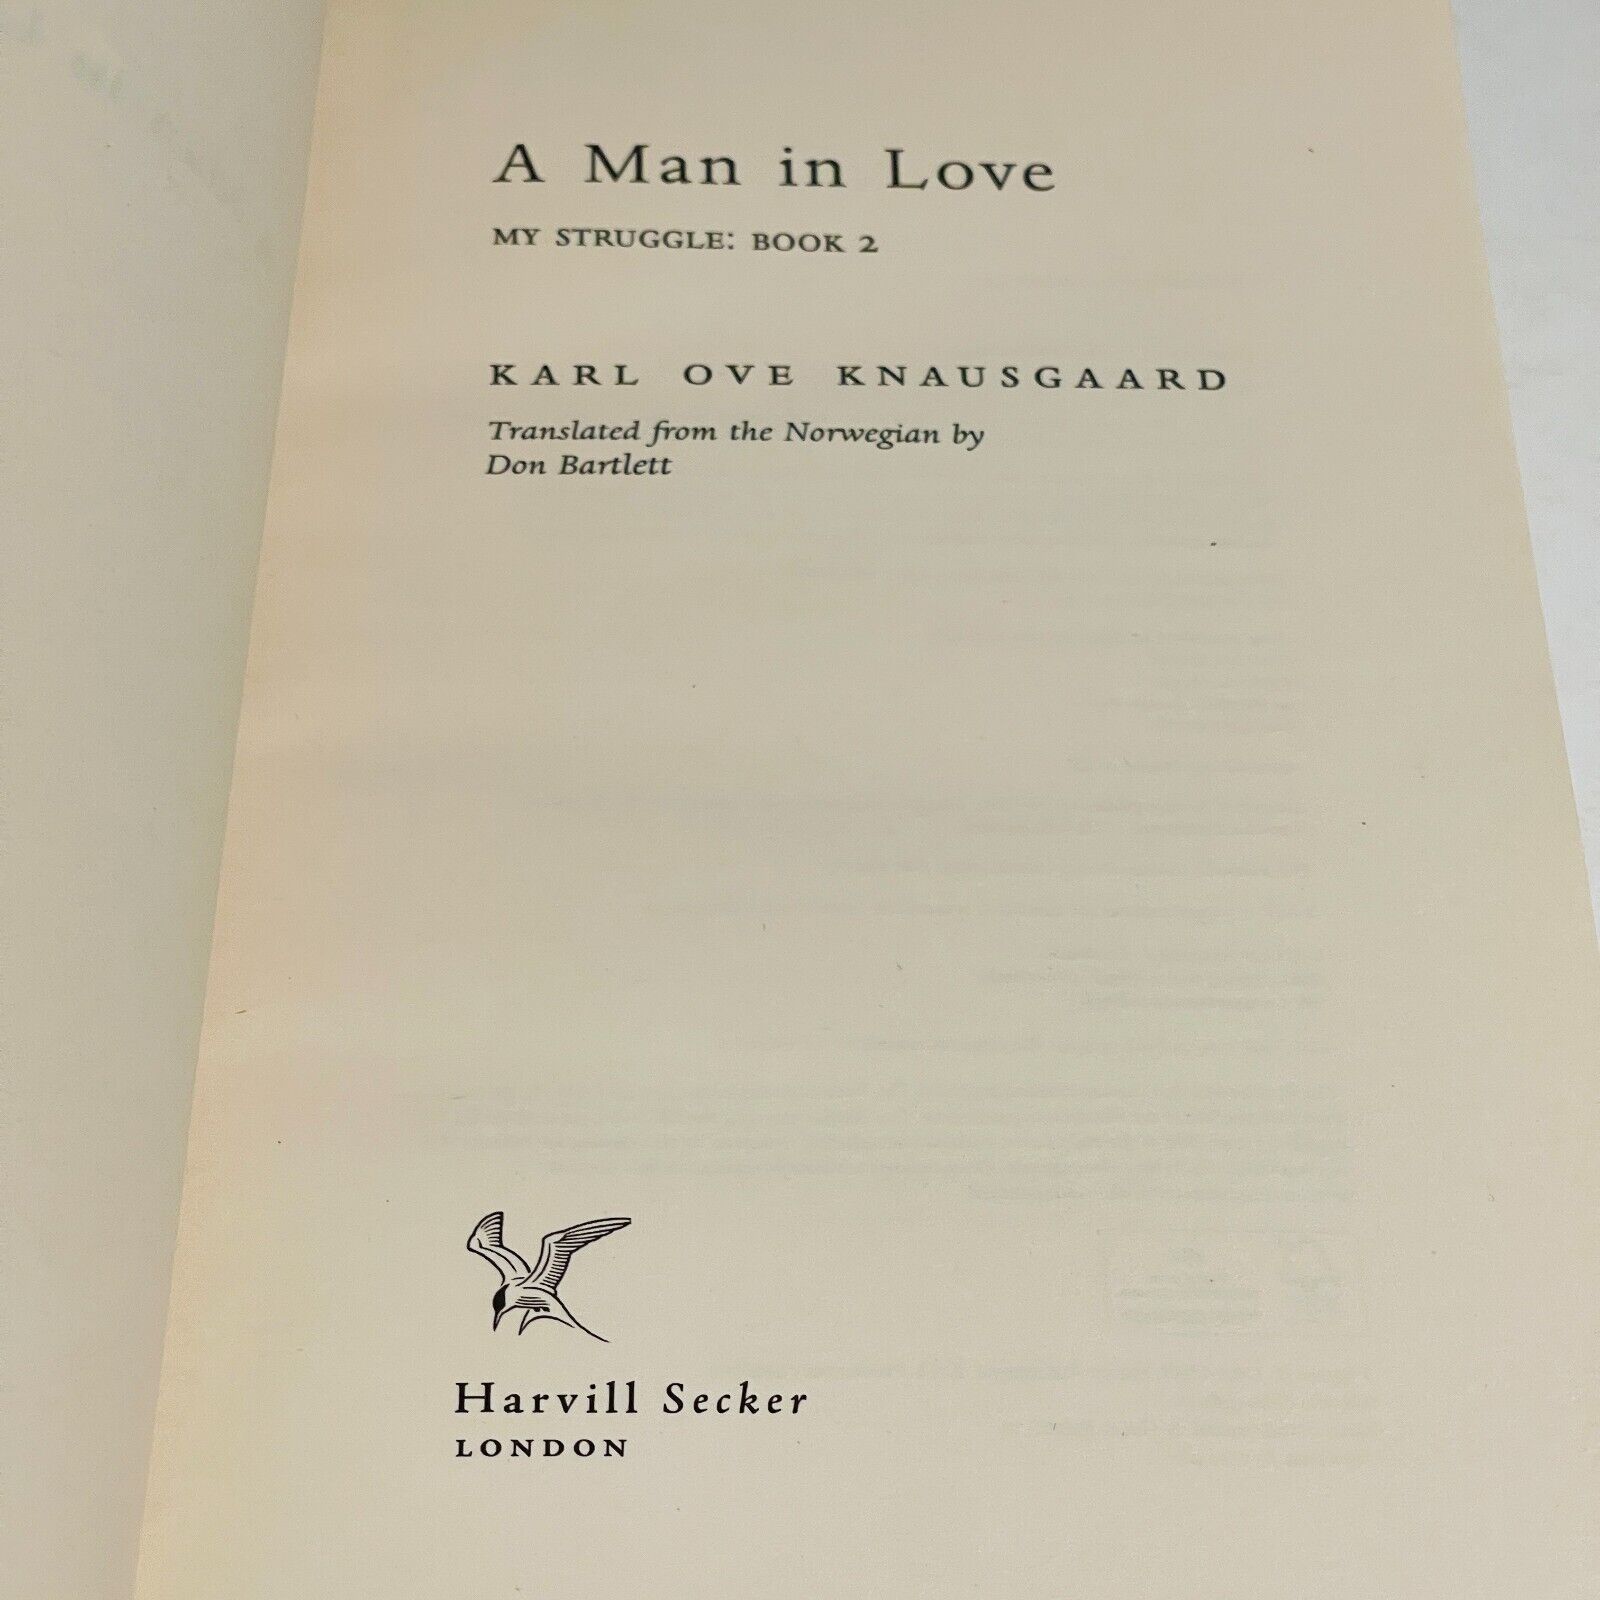 A Man in Love
MY STRUGGLE: BOOK 2
KARL OVE KNAUSGAARD
Translated from the Norwegian by
Don Bartlett
Harvill Secker
LONDON